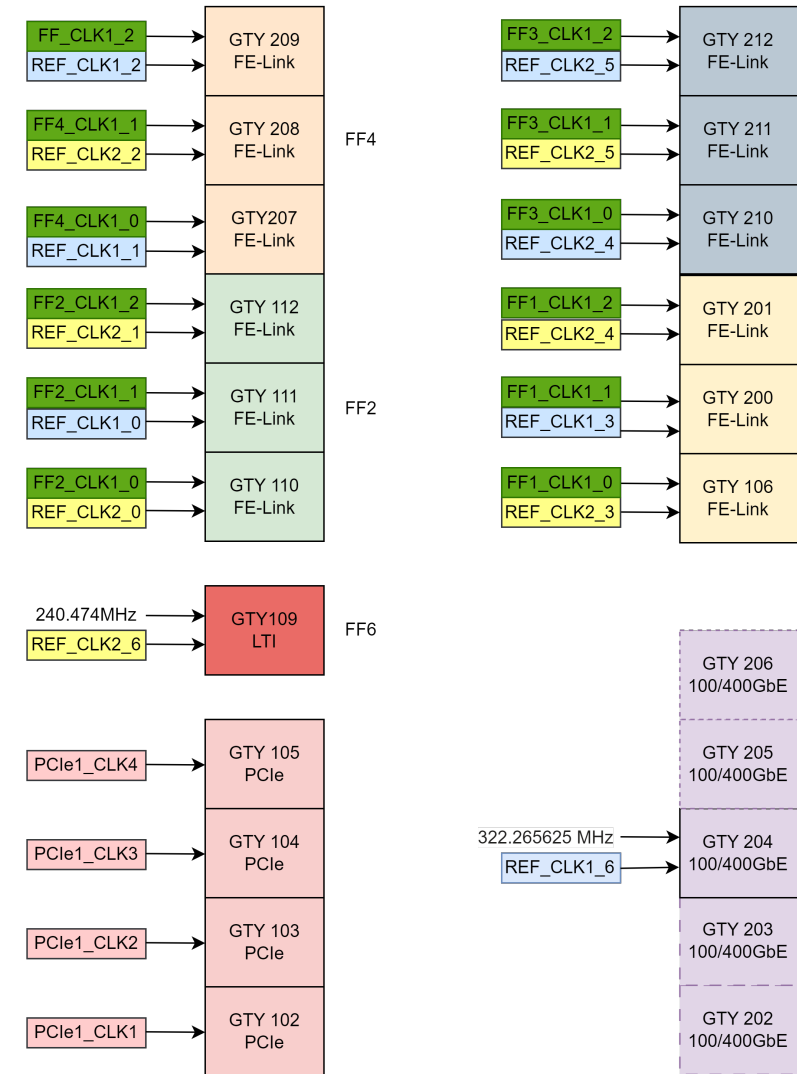 FF_CLK1_2
REF_CLK1_2
GTY 209
FE-Link
FF4_CLK1_1
REF_CLK2_2
GTY 208
FE-Link
FF4
FF4_CLK1_0
REF_CLK1_1
GTY207
FE-Link
FF2_CLK1_2
REF_CLK2_1
GTY 112
FE-Link
FF2_CLK1_1
REF_CLK1_0
GTY 111
FE-Link
FF2
FF2_CLK1_0
REF_CLK2_0
GTY 110
FE-Link
240.474MHz
REF_CLK2_6
GTY109
LTI
FF6
PCIe1_CLK4
GTY 105
PCIe
PCIe1_CLK3
GTY 104
PCIe
PCIe1_CLK2
GTY 103
PCIe
PCIe1_CLK1
GTY 102
PCIe
FF3_CLK1_2
REF_CLK2_5
GTY 212
FE-Link
FF3_CLK1_1
REF_CLK2_5
GTY 211
FE-Link
FF3_CLK1_0
REF_CLK2_4
GTY 210
FE-Link
FF1_CLK1_2
REF_CLK2_4
GTY 201
FE-Link
FF1_CLK1_1
REF_CLK1_3
GTY 200
FE-Link
FF1_CLK1_0
REF_CLK2_3
GTY 106
FE-Link
GTY 206
100/400GbE
GTY 205
100/400GbE
322.265625 MHz
REF_CLK1_6
GTY 204
100/400GbE
GTY 203
100/400GbE
GTY 202
100/400GbE